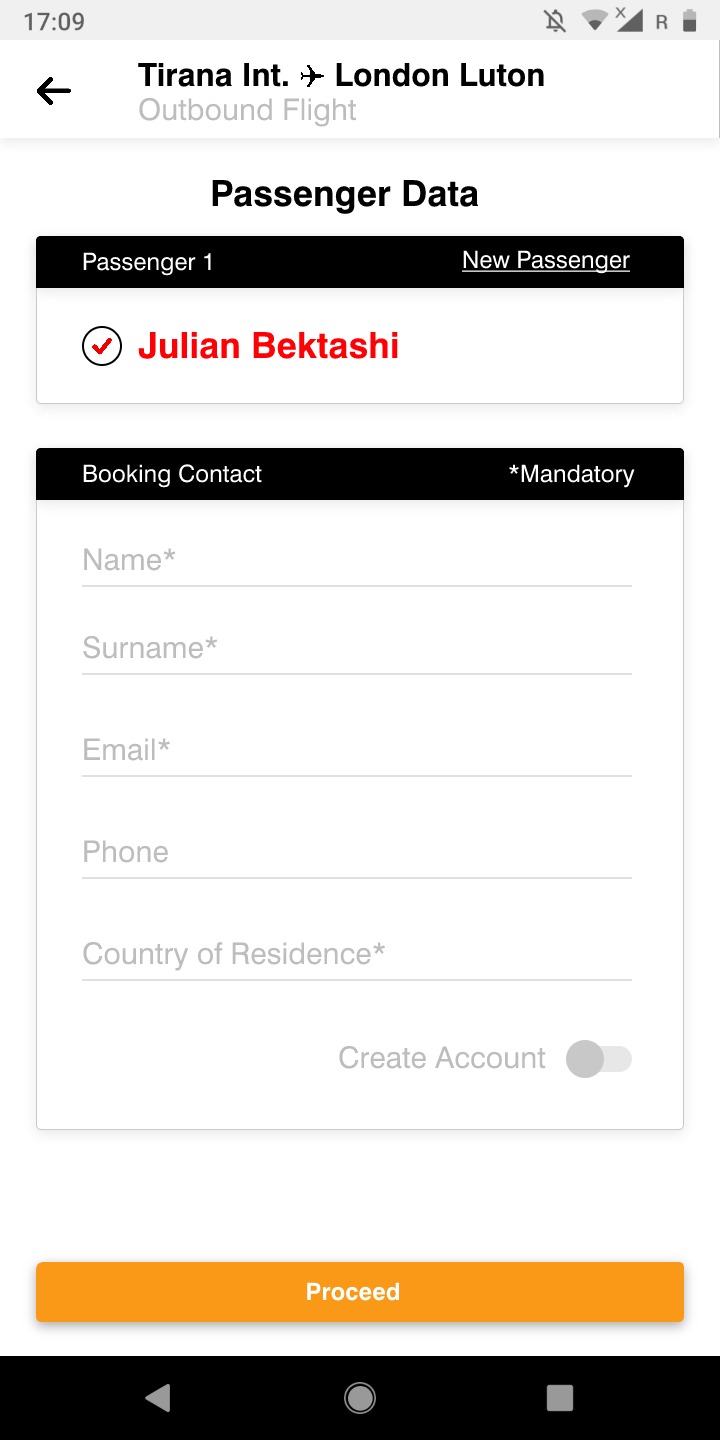 17:09
R
Tirana Int. ✈ London Luton
Outbound Flight
Passenger Data
Passenger 1 New Passenger
Julian Bektashi
Booking Contact *Mandatory
Name*
Surname*
Email*
Phone
Country of Residence*
Create Account
Proceed